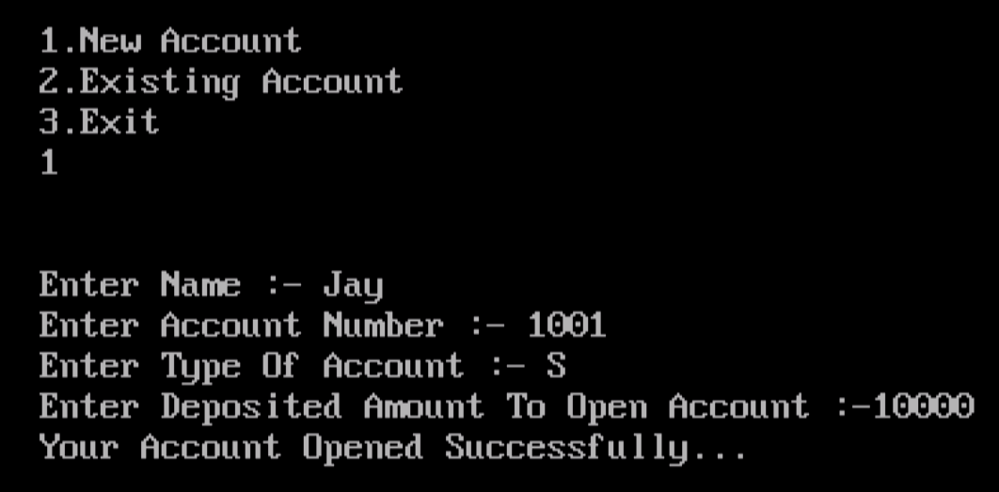 1.New Account
2.Existing Account
3.Exit
1
Enter Name :- Jay
Enter Account Number :- 1001
Enter Type Of Account :- S
Enter Deposited Amount To Open Account :-10000
Your Account Opened Successfully...